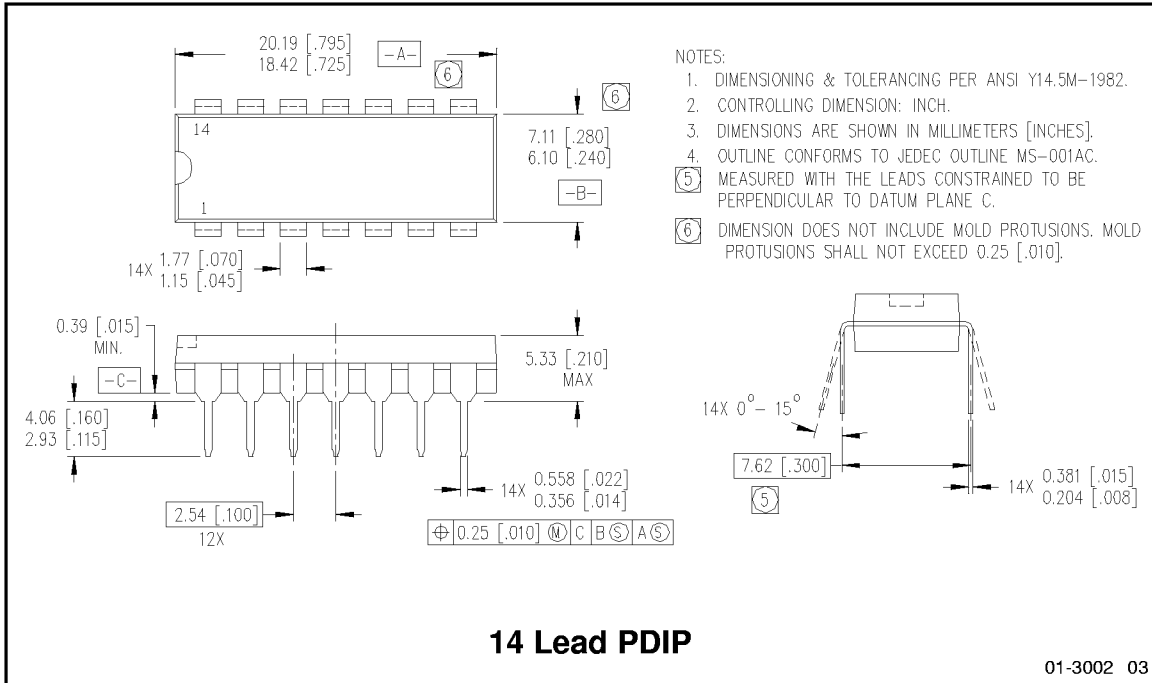 20.19 [.795]
18.42 [.725]
-A-
6
6
14
1
7.11 [.280]
6.10 [.240]
-B-
14X 1.77 [.070]
1.15 [.045]
NOTES:
1. DIMENSIONING & TOLERANCING PER ANSI Y14.5M-1982.
2. CONTROLLING DIMENSION: INCH.
3. DIMENSIONS ARE SHOWN IN MILLIMETERS [INCHES].
4. OUTLINE CONFORMS TO JEDEC OUTLINE MS-001AC.
5 MEASURED WITH THE LEADS CONSTRAINED TO BE
PERPENDICULAR TO DATUM PLANE C.
6 DIMENSION DOES NOT INCLUDE MOLD PROTUSIONS. MOLD
PROTUSIONS SHALL NOT EXCEED 0.25 [.010].
0.39 [.015]
MIN.
-C-
4.06 [.160]
2.93 [.115]
5.33 [.210]
MAX
2.54 [.100]
12X
14X 0.558 [.022]
0.356 [.014]
⌖ 0.25 [.010] Ⓜ C B Ⓢ A Ⓢ
14X 0°- 15°
7.62 [.300]
5
14X 0.381 [.015]
0.204 [.008]
14 Lead PDIP
01-3002 03